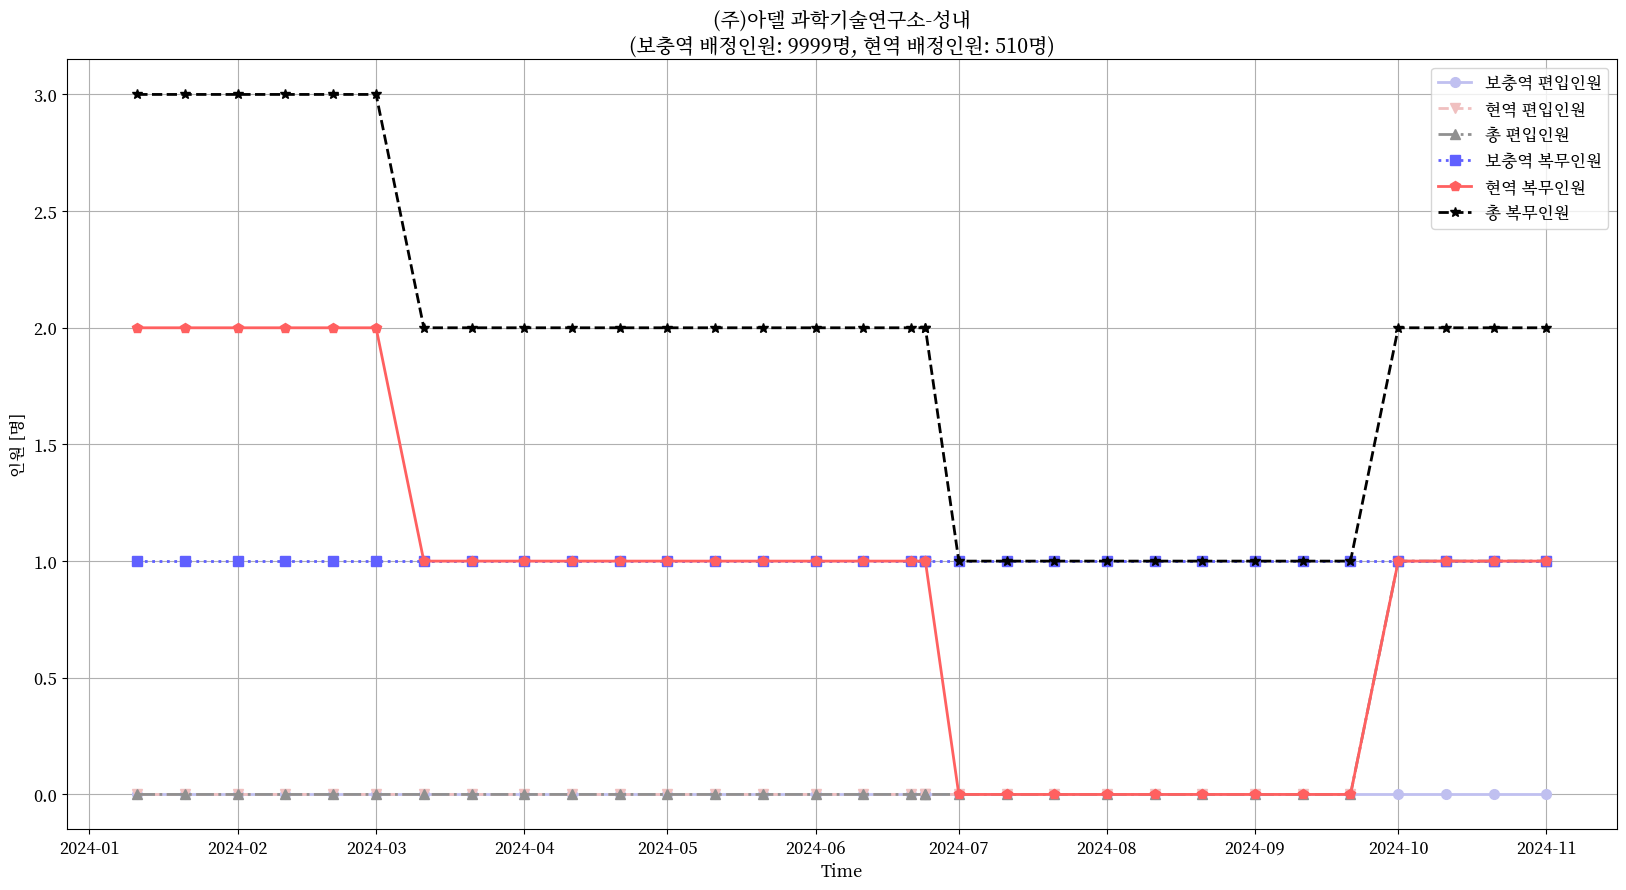 (주)아델 과학기술연구소-성내
(보충역 배정인원: 9999명, 현역 배정인원: 510명)
보충역 편입인원
현역 편입인원
총 편입인원
보충역 복무인원
현역 복무인원
총 복무인원
인원 [명]
3.0
2.5
2.0
1.5
1.0
0.5
0.0
2024-01 2024-02 2024-03 2024-04 2024-05 2024-06 2024-07 2024-08 2024-09 2024-10 2024-11
Time